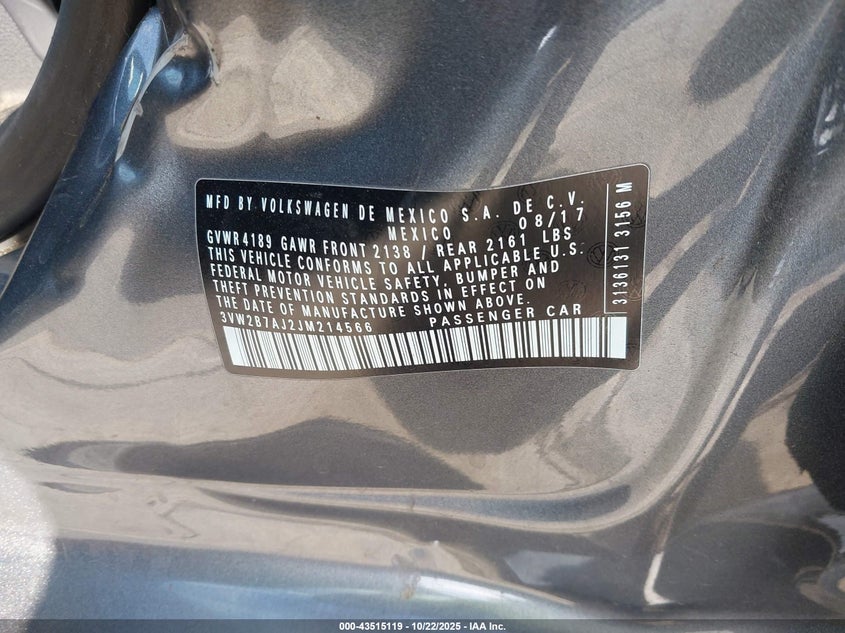 MFD BY VOLKSWAGEN DE MEXICO S.A. DE C.V.
MEXICO 08/17
GVWR4189 GAWR FRONT 2138 / REAR 2161 LBS
THIS VEHICLE CONFORMS TO ALL APPLICABLE U.S.
FEDERAL MOTOR VEHICLE SAFETY, BUMPER AND
THEFT PREVENTION STANDARDS IN EFFECT ON
THE DATE OF MANUFACTURE SHOWN ABOVE.
3VW2B7AJ2JM214566 PASSENGER CAR
3136131 3156 M
000-43515119 - 10/22/2025 - IAA Inc.